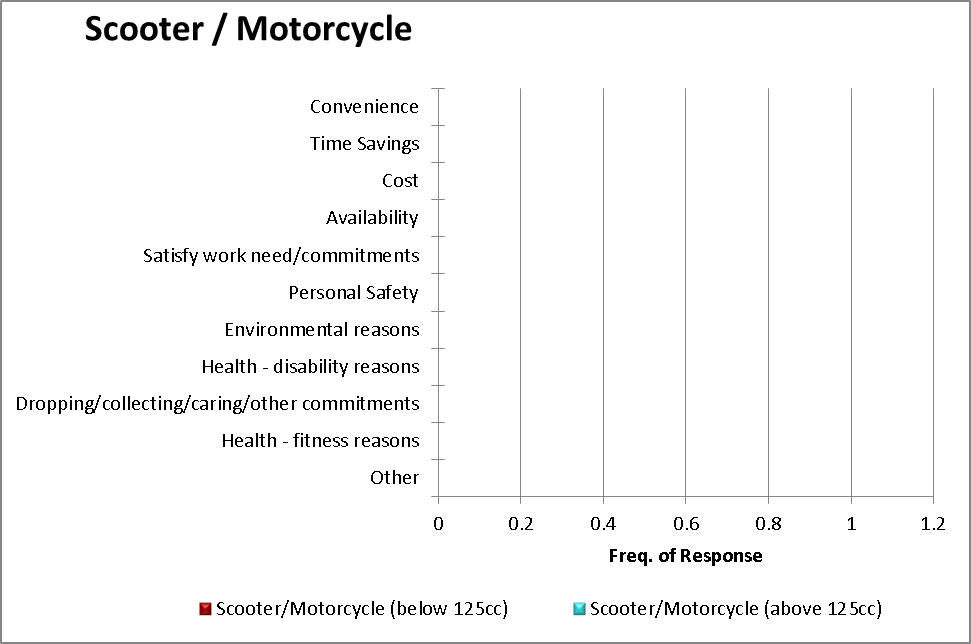 Scooter / Motorcycle
Convenience
Time Savings
Cost
Availability
Satisfy work need/commitments
Personal Safety
Environmental reasons
Health - disability reasons
Dropping/collecting/caring/other commitments
Health - fitness reasons
Other
0 0.2 0.4 0.6 0.8 1 1.2
Freq. of Response
Scooter/Motorcycle (below 125cc) Scooter/Motorcycle (above 125cc)